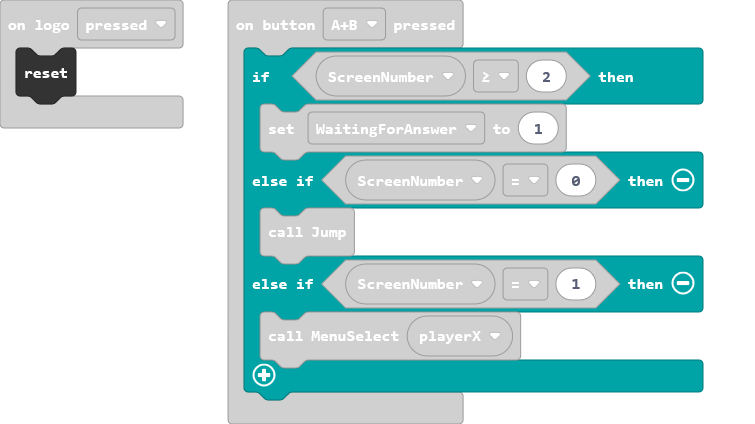 on logo pressed
reset
on button A+B pressed
if ScreenNumber ≥ 2 then
set WaitingForAnswer to 1
else if ScreenNumber = 0 then
call Jump
else if ScreenNumber = 1 then
call MenuSelect playerX